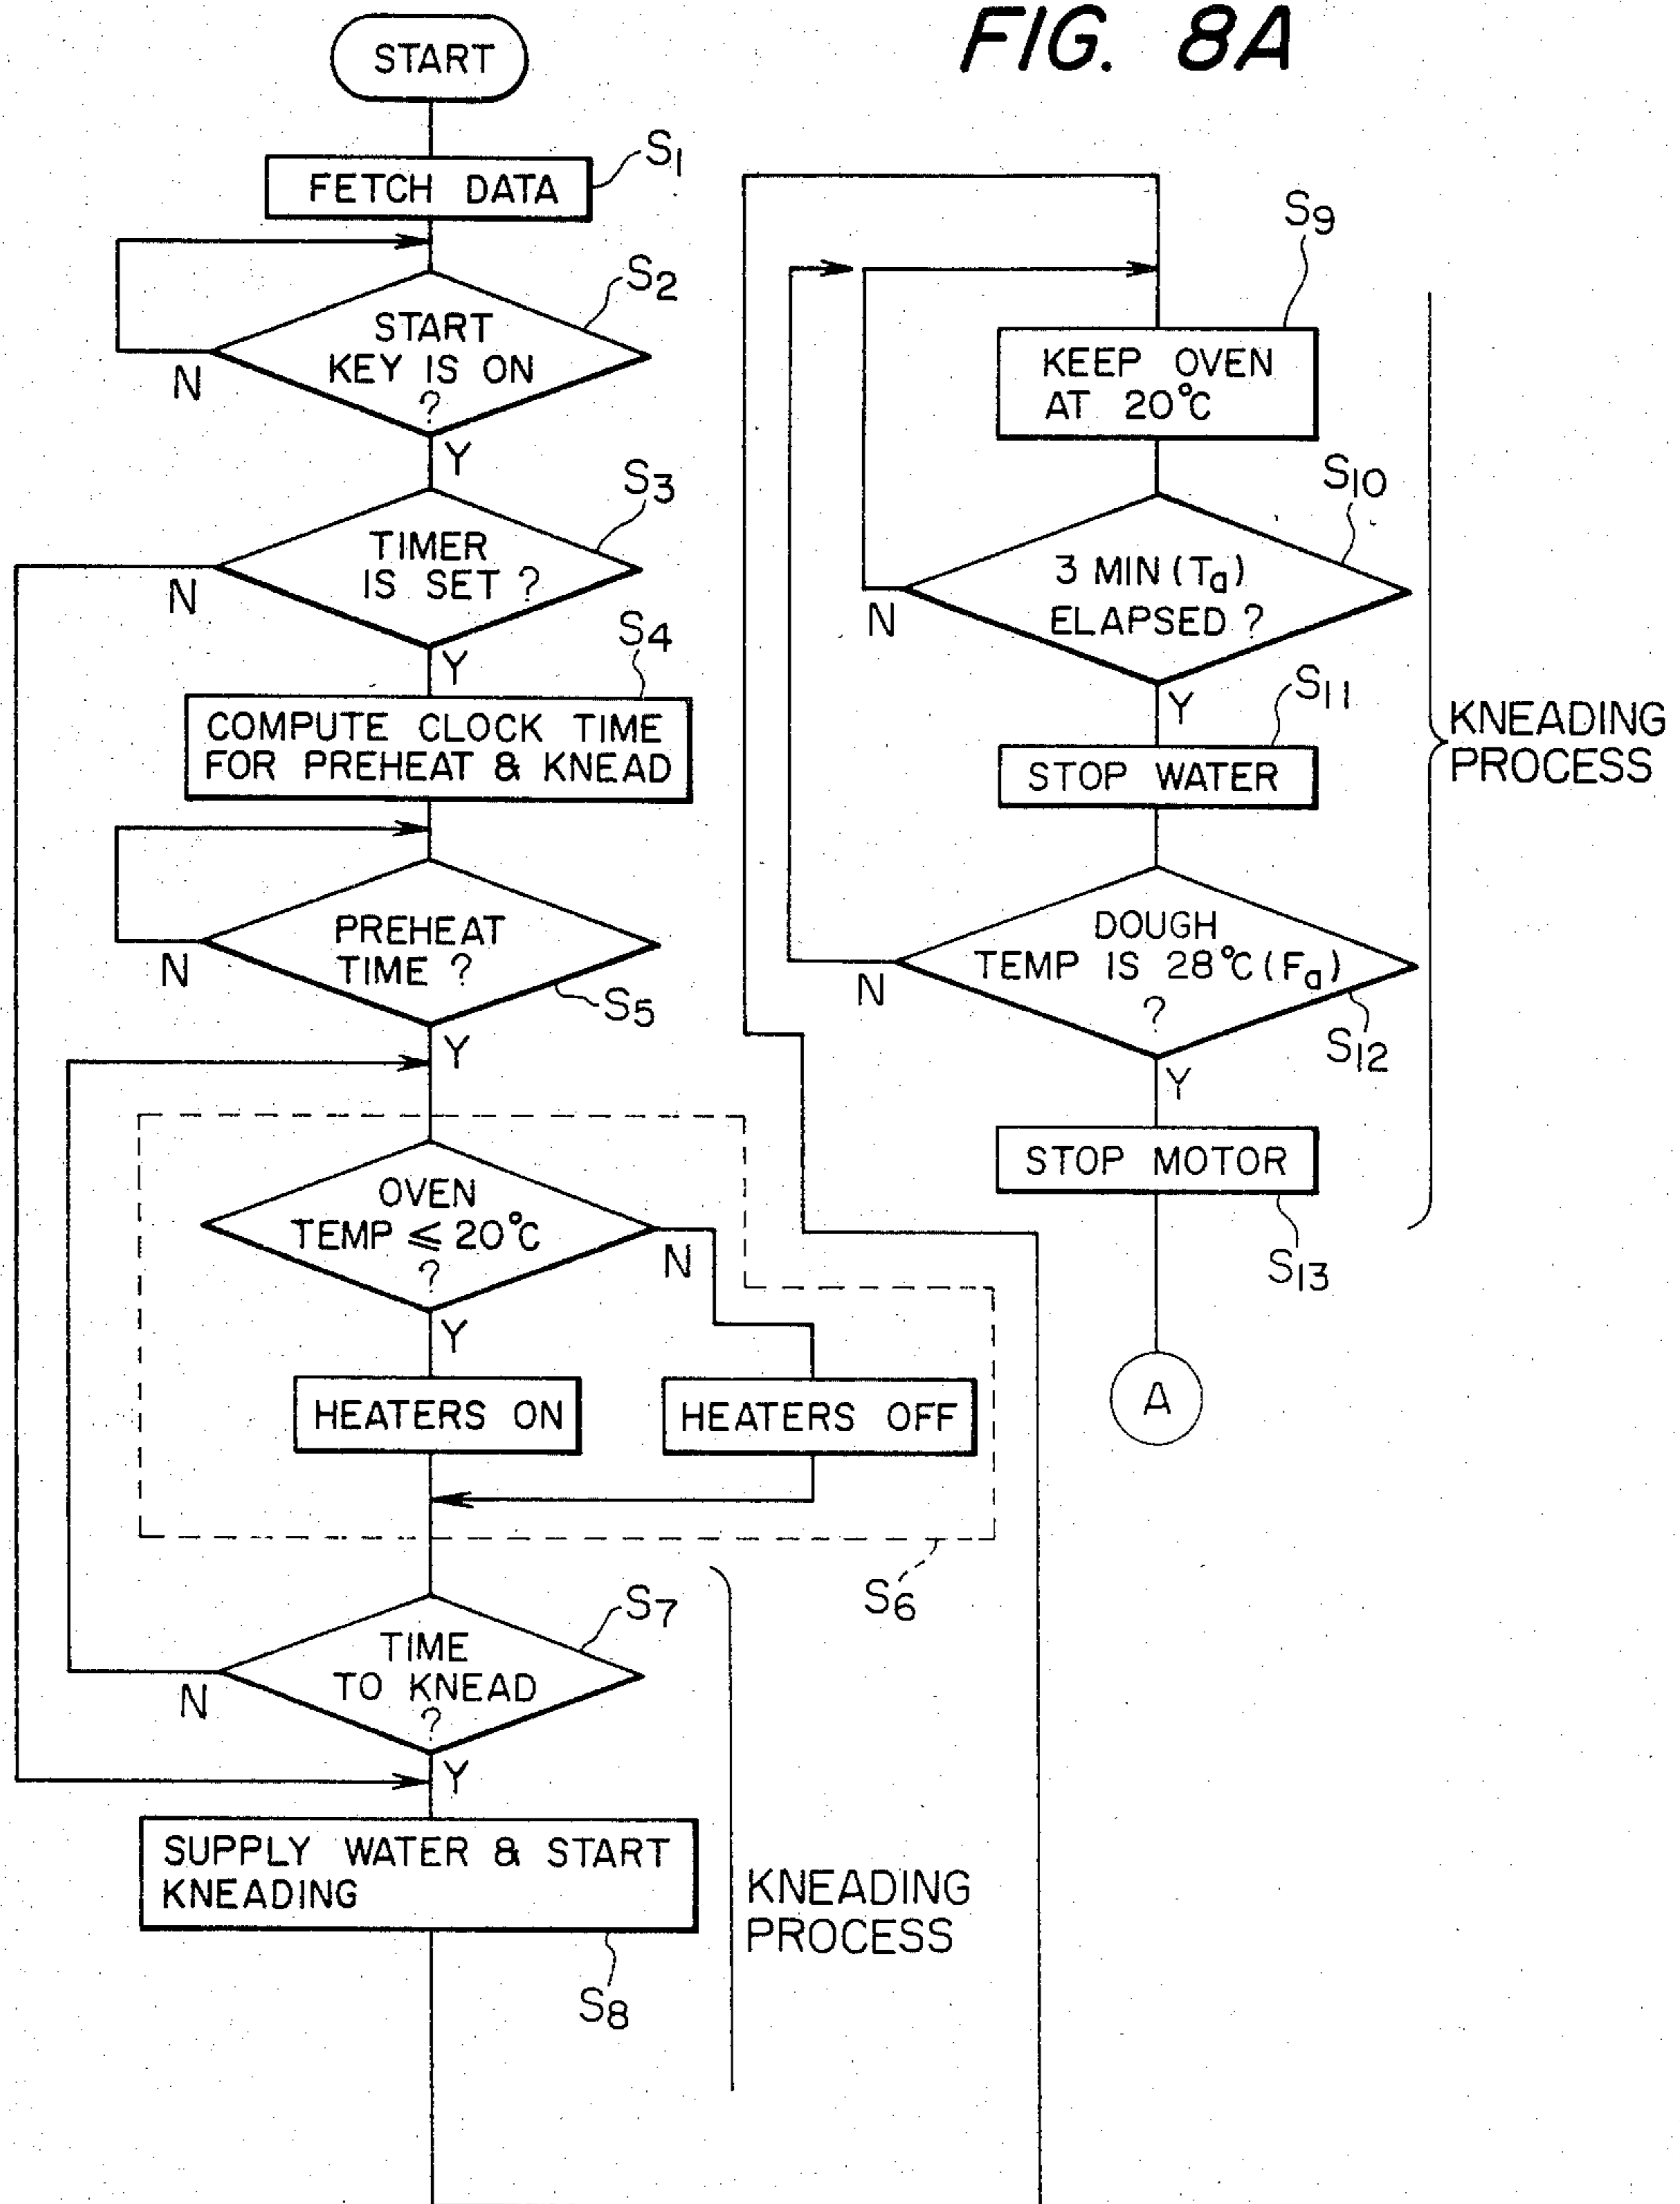 FIG. 8A
START
S1
FETCH DATA
S2
START
KEY IS ON
?
N
Y
S3
TIMER
IS SET ?
N
Y
S4
COMPUTE CLOCK TIME
FOR PREHEAT & KNEAD
PREHEAT
TIME ?
N
S5
Y
OVEN
TEMP ≤ 20°C
?
N
Y
HEATERS ON
HEATERS OFF
S6
S7
TIME
TO KNEAD
?
N
Y
SUPPLY WATER & START
KNEADING
S8
KNEADING
PROCESS
S9
KEEP OVEN
AT 20°C
S10
3 MIN (Ta)
ELAPSED ?
N
Y
S11
STOP WATER
DOUGH
TEMP IS 28°C (Fa)
?
N
S12
Y
STOP MOTOR
S13
A
KNEADING
PROCESS